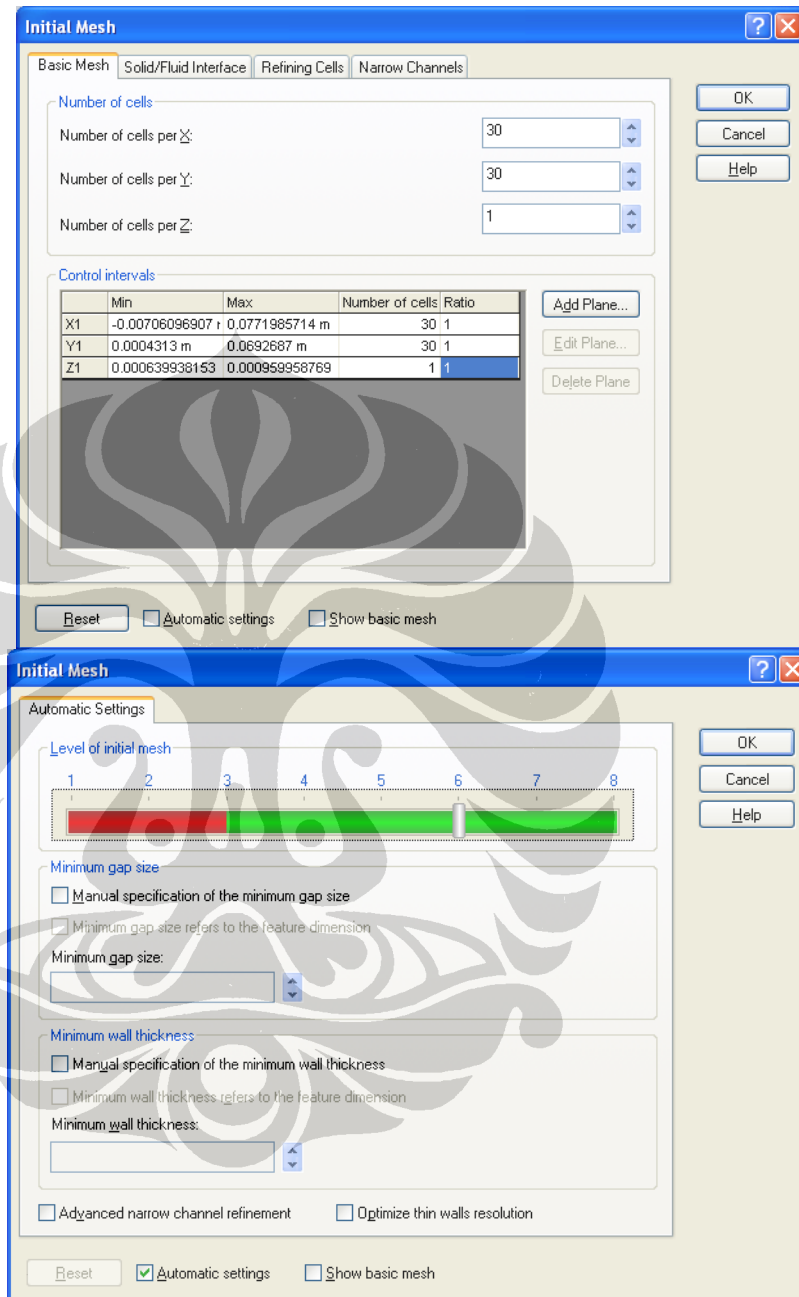 Initial Mesh
Basic Mesh Solid/Fluid Interface Refining Cells Narrow Channels
OK
Cancel
Help
Number of cells
Number of cells per X: 30
Number of cells per Y: 30
Number of cells per Z: 1
Control intervals
Min Max Number of cells Ratio
X1 -0.00706096907 r 0.0771985714 m 30 1
Y1 0.0004313 m 0.0692687 m 30 1
Z1 0.000639938153 0.000959958769 1 1
Add Plane...
Edit Plane...
Delete Plane
Reset Automatic settings Show basic mesh
Initial Mesh
Automatic Settings
OK
Cancel
Help
Level of initial mesh
1 2 3 4 5 6 7 8
Minimum gap size
Manual specification of the minimum gap size
Minimum gap size refers to the feature dimension
Minimum gap size:
Minimum wall thickness
Manual specification of the minimum wall thickness
Minimum wall thickness refers to the feature dimension
Minimum wall thickness:
Advanced narrow channel refinement Optimize thin walls resolution
Reset Automatic settings Show basic mesh